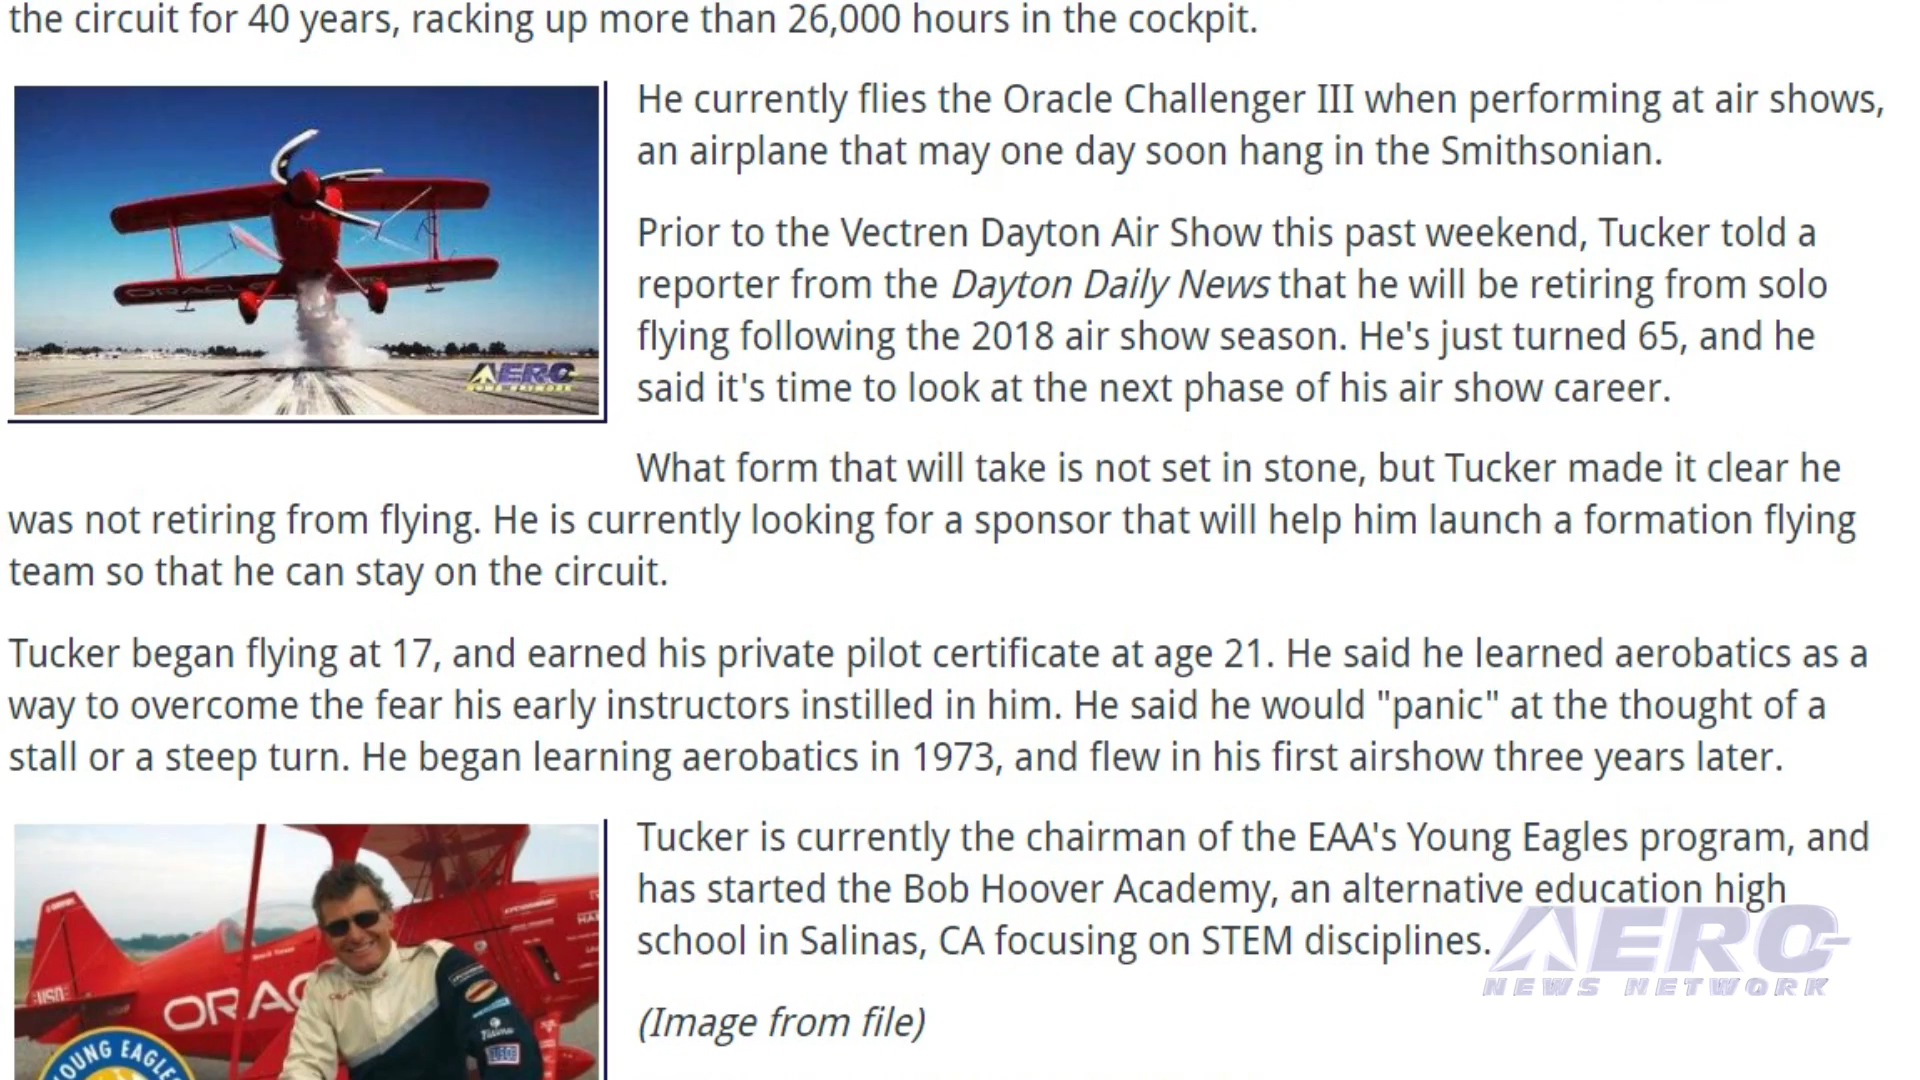 the circuit for 40 years, racking up more than 26,000 hours in the cockpit.
He currently flies the Oracle Challenger III when performing at air shows,
an airplane that may one day soon hang in the Smithsonian.
ORACLE
AERO
NEWS NETWORK
Prior to the Vectren Dayton Air Show this past weekend, Tucker told a
reporter from the Dayton Daily News that he will be retiring from solo
flying following the 2018 air show season. He's just turned 65, and he
said it's time to look at the next phase of his air show career.
What form that will take is not set in stone, but Tucker made it clear he
was not retiring from flying. He is currently looking for a sponsor that will help him launch a formation flying
team so that he can stay on the circuit.
Tucker began flying at 17, and earned his private pilot certificate at age 21. He said he learned aerobatics as a
way to overcome the fear his early instructors instilled in him. He said he would "panic" at the thought of a
stall or a steep turn. He began learning aerobatics in 1973, and flew in his first airshow three years later.
Tucker is currently the chairman of the EAA's Young Eagles program, and
has started the Bob Hoover Academy, an alternative education high
school in Salinas, CA focusing on STEM disciplines.
AERO
NEWS NETWORK
ORAC
YOUNG EAGLES
(Image from file)